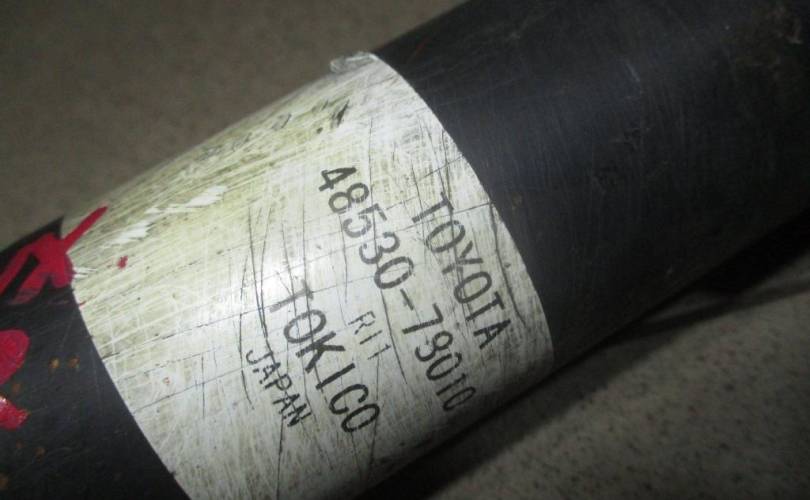 TOYOTA
48530-79010
R11
TOKICO
JAPAN